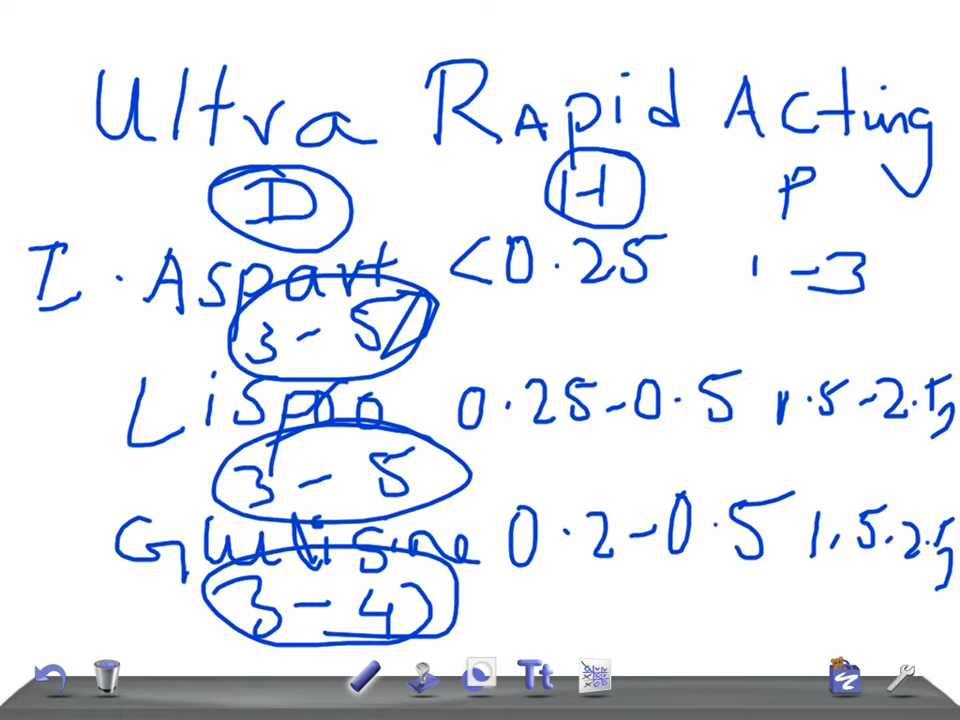 Ultra Rapid Acting
D H P
I. Aspart <0.25 1-3
3-5
Lispro 0.25-0.5 1.5-2.5
3-5
Glulisine 0.2-0.5 1.5-2.5
3-4
Tt